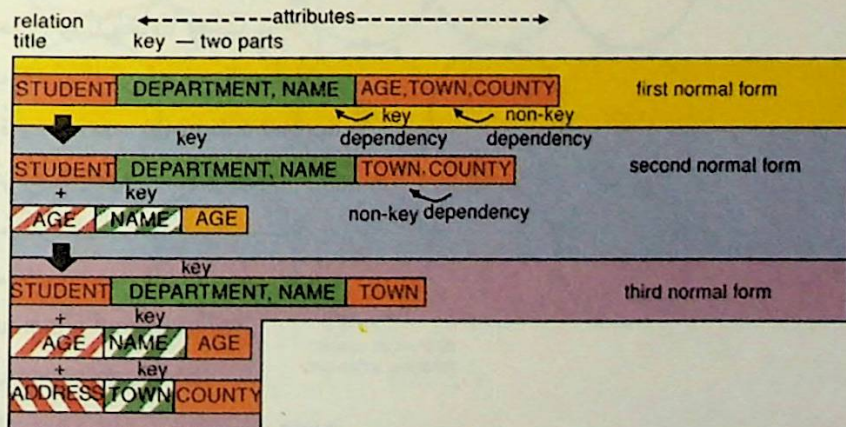 relation attributes
title key — two parts
STUDENT DEPARTMENT, NAME AGE, TOWN, COUNTY first normal form
key non-key
key dependency dependency
STUDENT DEPARTMENT, NAME TOWN, COUNTY second normal form
+ key
AGE NAME AGE non-key dependency
key
STUDENT DEPARTMENT, NAME TOWN third normal form
+ key
AGE NAME AGE
+ key
ADDRESS TOWN COUNTY